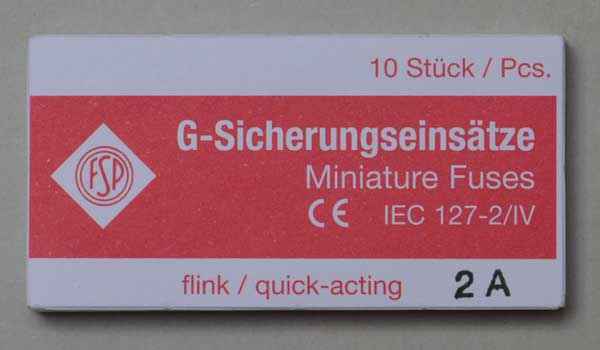 10 Stück / Pcs.
G-Sicherungseinsätze
FSP
Miniature Fuses
CE IEC 127-2/IV
flink / quick-acting 2 A